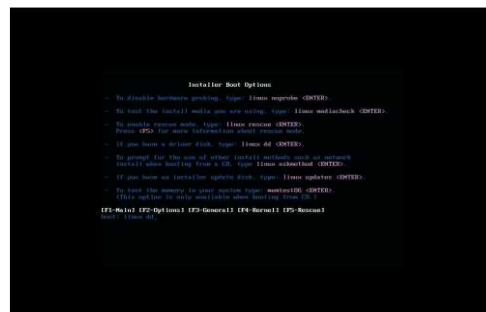 Installer Boot Options
- To disable hardware probing, type: linux noprobe <ENTER>.
- To test the install media you are using, type: linux mediacheck <ENTER>.
- To enable rescue mode, type: linux rescue <ENTER>.
Press <F5> for more information about rescue mode.
- If you have a driver disk, type: linux dd <ENTER>.
- To prompt for the use of other install methods such as network
install when booting from a CD, type linux askmethod <ENTER>.
- If you have an installer update disk, type: linux updates <ENTER>.
- To test the memory in your system type: memtest86 <ENTER>.
(This option is only available when booting from CD.)
[F1-Main] [F2-Options] [F3-General] [F4-Kernel] [F5-Rescue]
boot: linux dd_